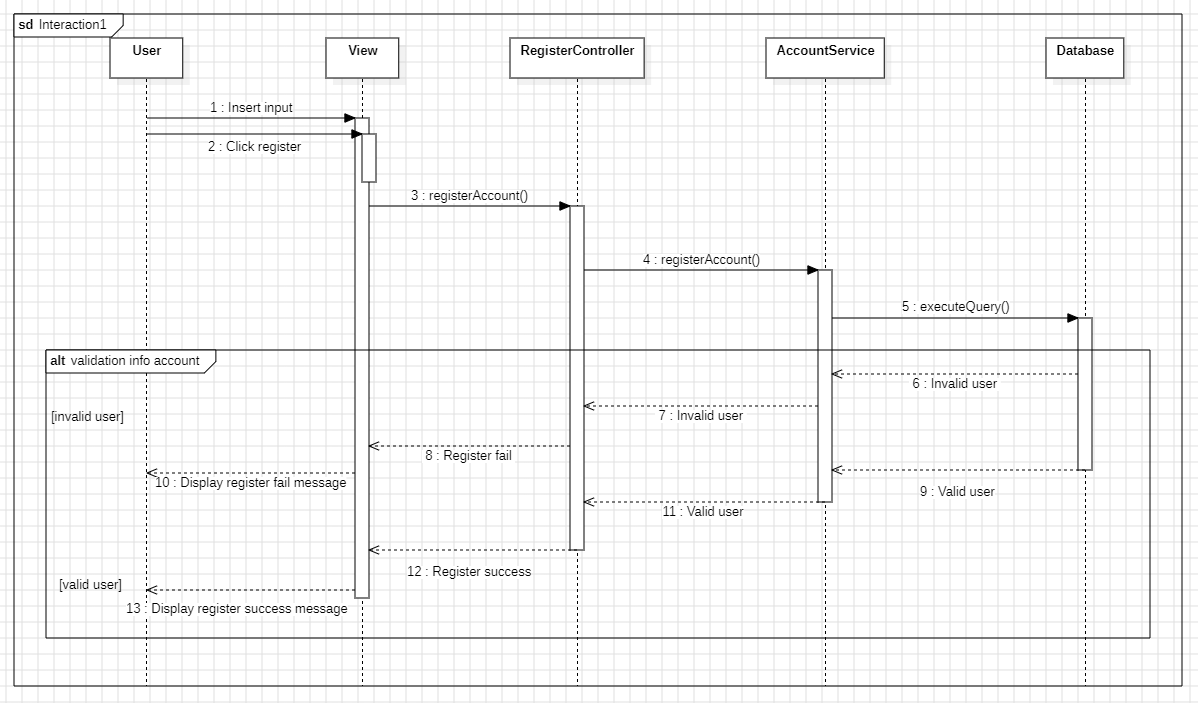 sd Interaction1
User
View
RegisterController
AccountService
Database
1 : Insert input
2 : Click register
3 : registerAccount()
4 : registerAccount()
5 : executeQuery()
alt validation info account
6 : Invalid user
[invalid user]
7 : Invalid user
8 : Register fail
10 : Display register fail message
9 : Valid user
11 : Valid user
12 : Register success
[valid user]
13 : Display register success message